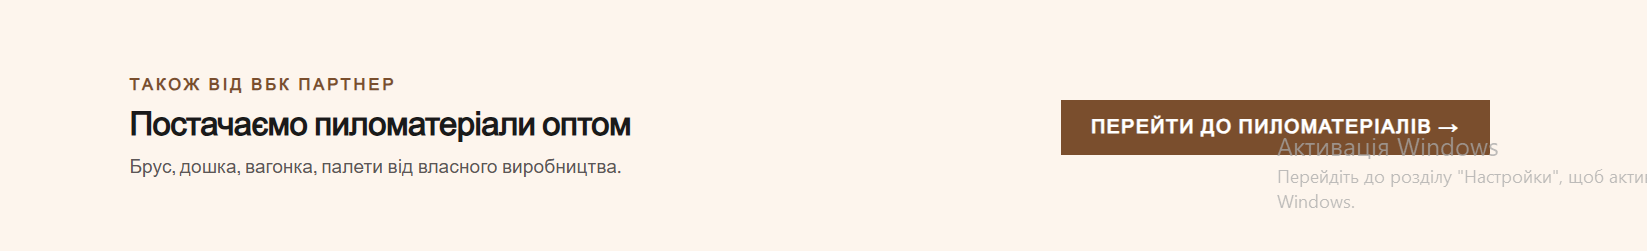 ТАКОЖ ВІД ВБК ПАРТНЕР
Постачаємо пиломатеріали оптом
Брус, дошка, вагонка, палети від власного виробництва.
ПЕРЕЙТИ ДО ПИЛОМАТЕРІАЛІВ →
Активація Windows
Перейдіть до розділу "Настройки", щоб
Windows.